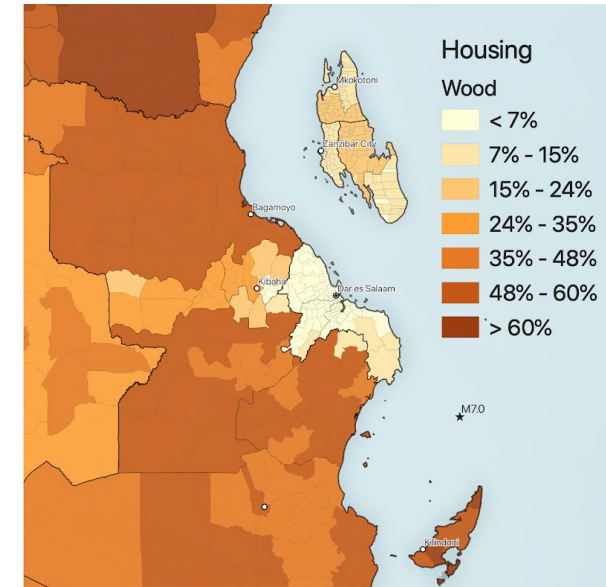 Housing
Wood
< 7%
7% - 15%
15% - 24%
24% - 35%
35% - 48%
48% - 60%
> 60%
Mkokotoni
Zanzibar City
Bagamoyo
Kibaha
Dar es Salaam
M7.0
Kilindoni